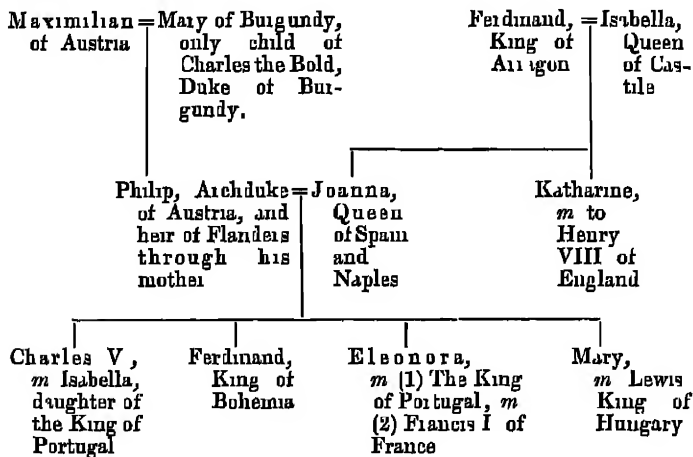 Maximilian = Mary of Burgundy,
of Austria only child of
Charles the Bold,
Duke of Bur-
gundy.
Ferdinand, = Isabella,
King of Queen
Arragon of Cas-
tile
Philip, Archduke = Joanna,
of Austria, and Queen
heir of Flanders of Spain
through his and
mother Naples
Katharine,
m to
Henry
VIII of
England
Charles V,
m Isabella,
daughter of
the King of
Portugal
Ferdinand,
King of
Bohemia
Eleonora,
m (1) The King
of Portugal, m
(2) Francis I of
France
Mary,
m Lewis
King of
Hungary